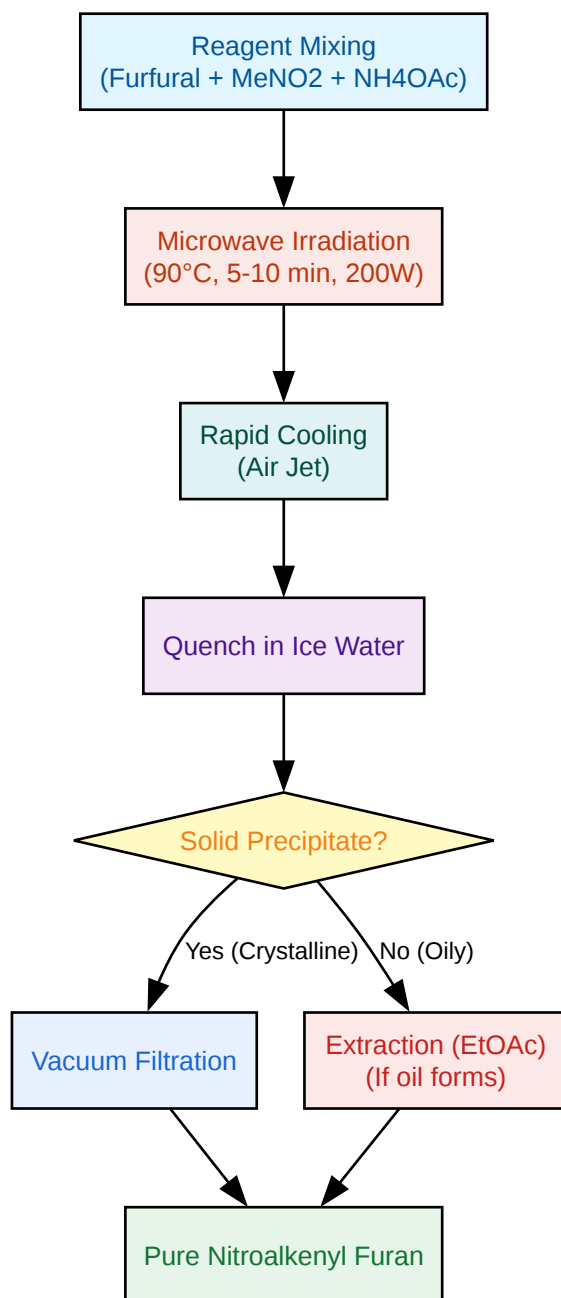 Reagent Mixing
(Furfural + MeNO2 + NH4OAc)
Microwave Irradiation
(90°C, 5-10 min, 200W)
Rapid Cooling
(Air Jet)
Quench in Ice Water
Solid Precipitate?
Yes (Crystalline)
No (Oily)
Vacuum Filtration
Extraction (EtOAc)
(If oil forms)
Pure Nitroalkenyl Furan